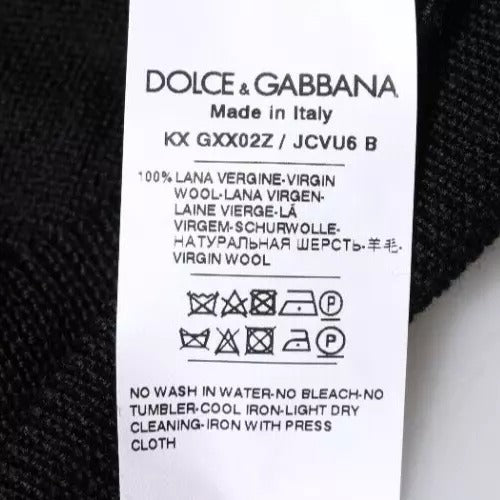 DOLCE & GABBANA
Made in Italy
KX GXX02Z / JCVU6 B
100% LANA VERGINE-VIRGIN
WOOL-LANA VIRGEN-
LAINE VIERGE-LÃ
VIRGEM-SCHURWOLLE-
НАТУРАЛЬНАЯ ШЕРСТЬ-羊毛-
VIRGIN WOOL
P
P
NO WASH IN WATER-NO BLEACH-NO
TUMBLER-COOL IRON-LIGHT DRY
CLEANING-IRON WITH PRESS
CLOTH